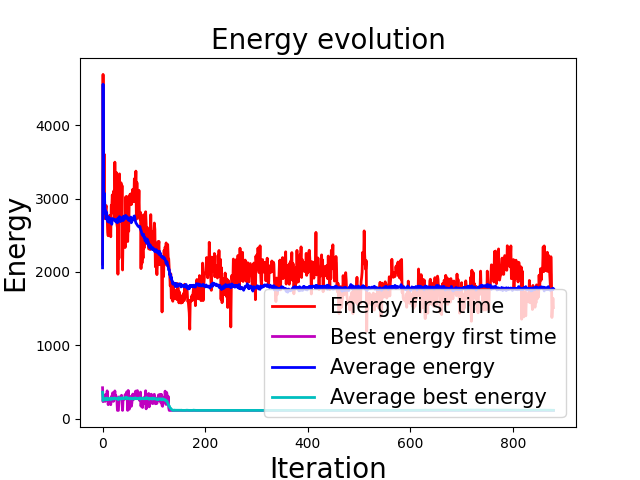 Energy evolution
Energy
4000
3000
2000
1000
0
Energy first time
Best energy first time
Average energy
Average best energy
0 200 400 600 800
Iteration